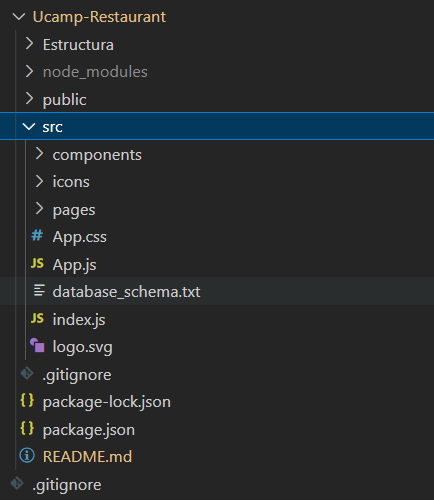 Ucamp-Restaurant
Estructura
node_modules
public
src
components
icons
pages
# App.css
JS App.js
database_schema.txt
JS index.js
logo.svg
.gitignore
{} package-lock.json
{} package.json
README.md
.gitignore